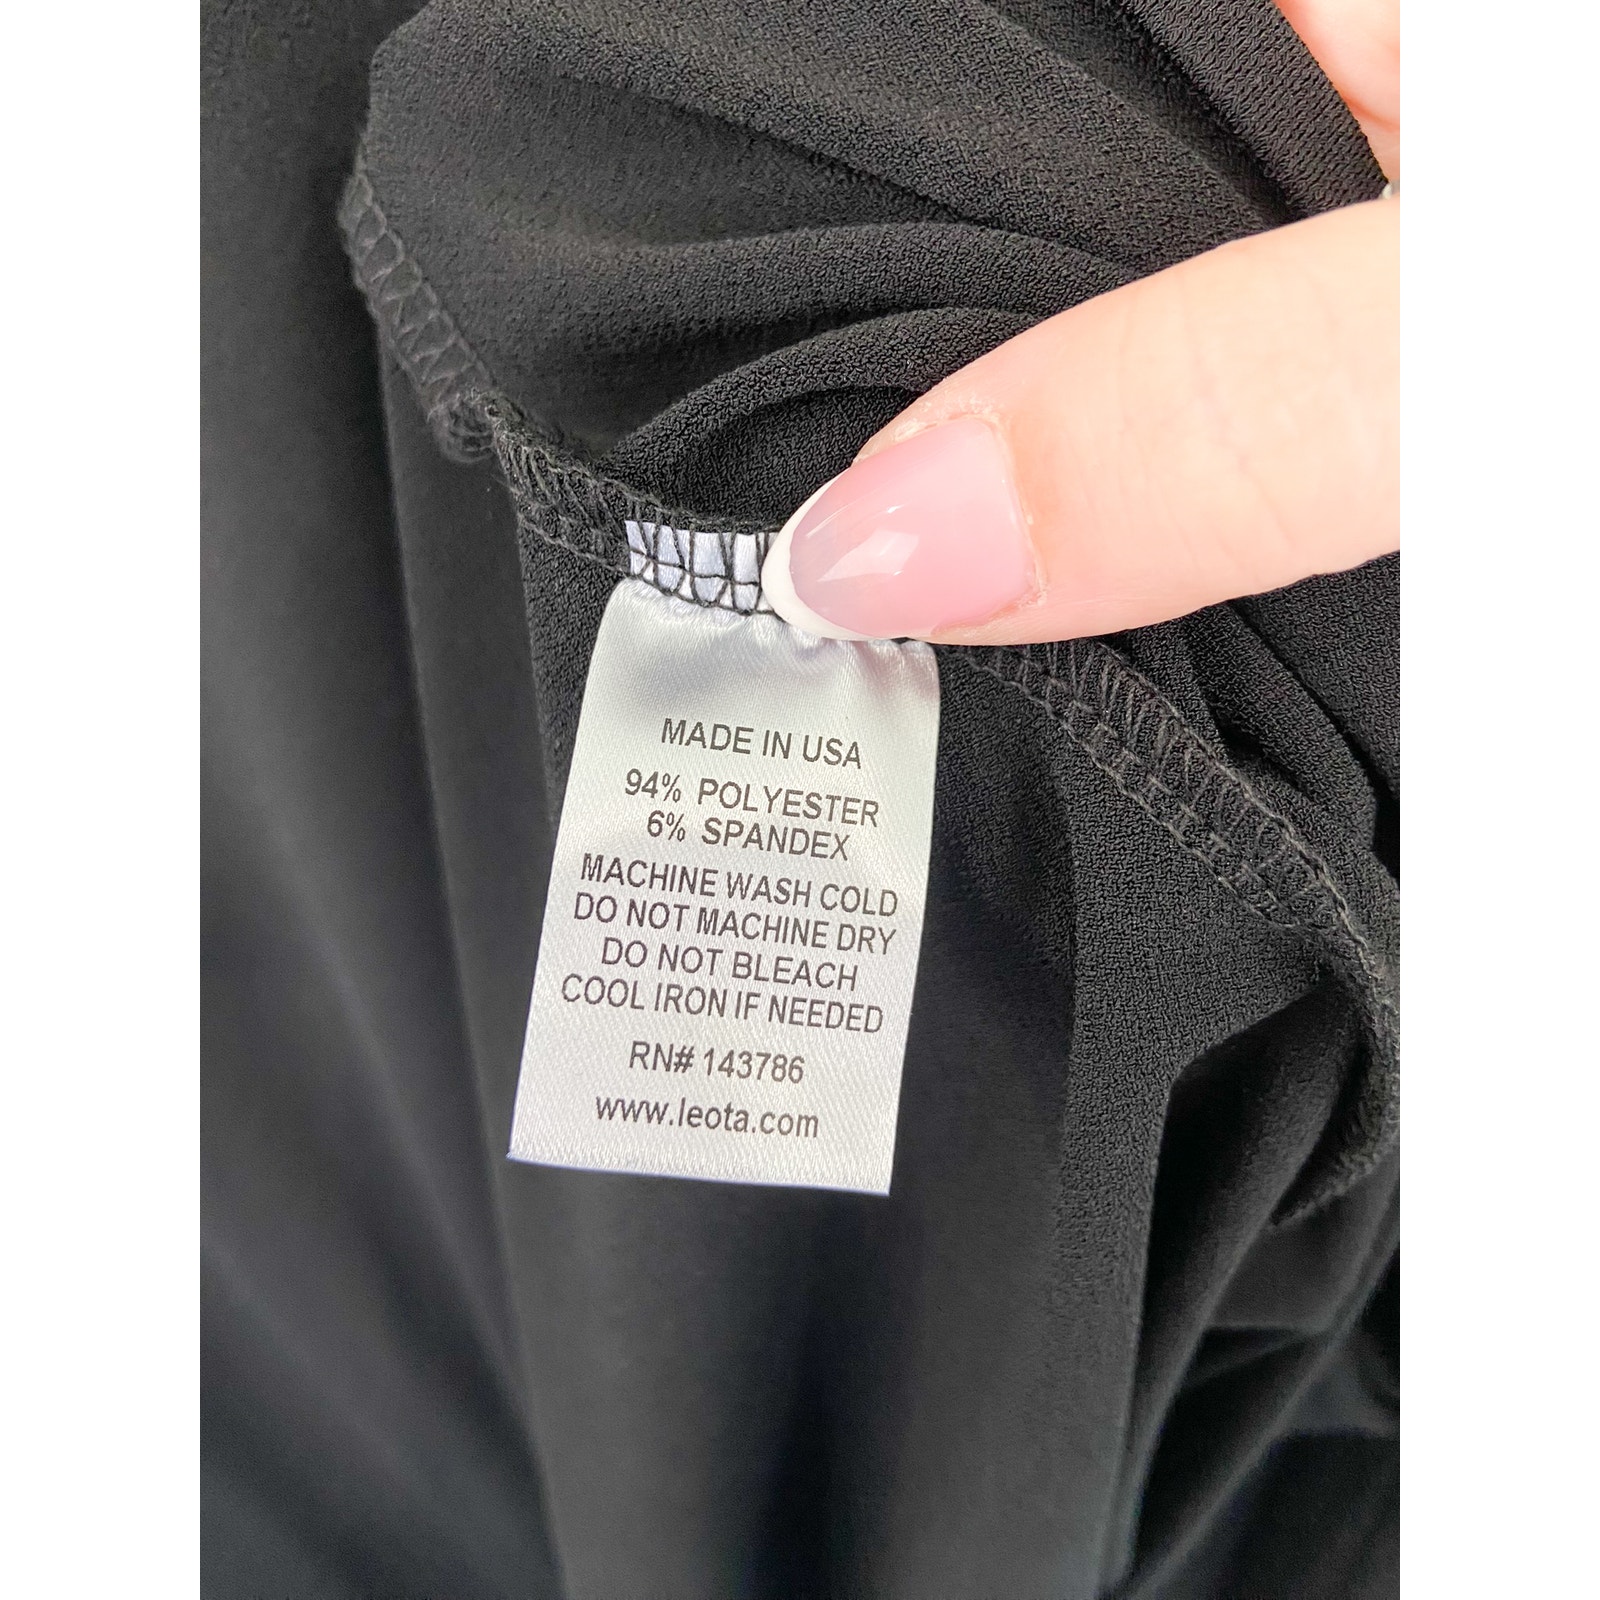 MADE IN USA
94% POLYESTER
6% SPANDEX
MACHINE WASH COLD
DO NOT MACHINE DRY
DO NOT BLEACH
COOL IRON IF NEEDED
RN# 143786
www.leota.com